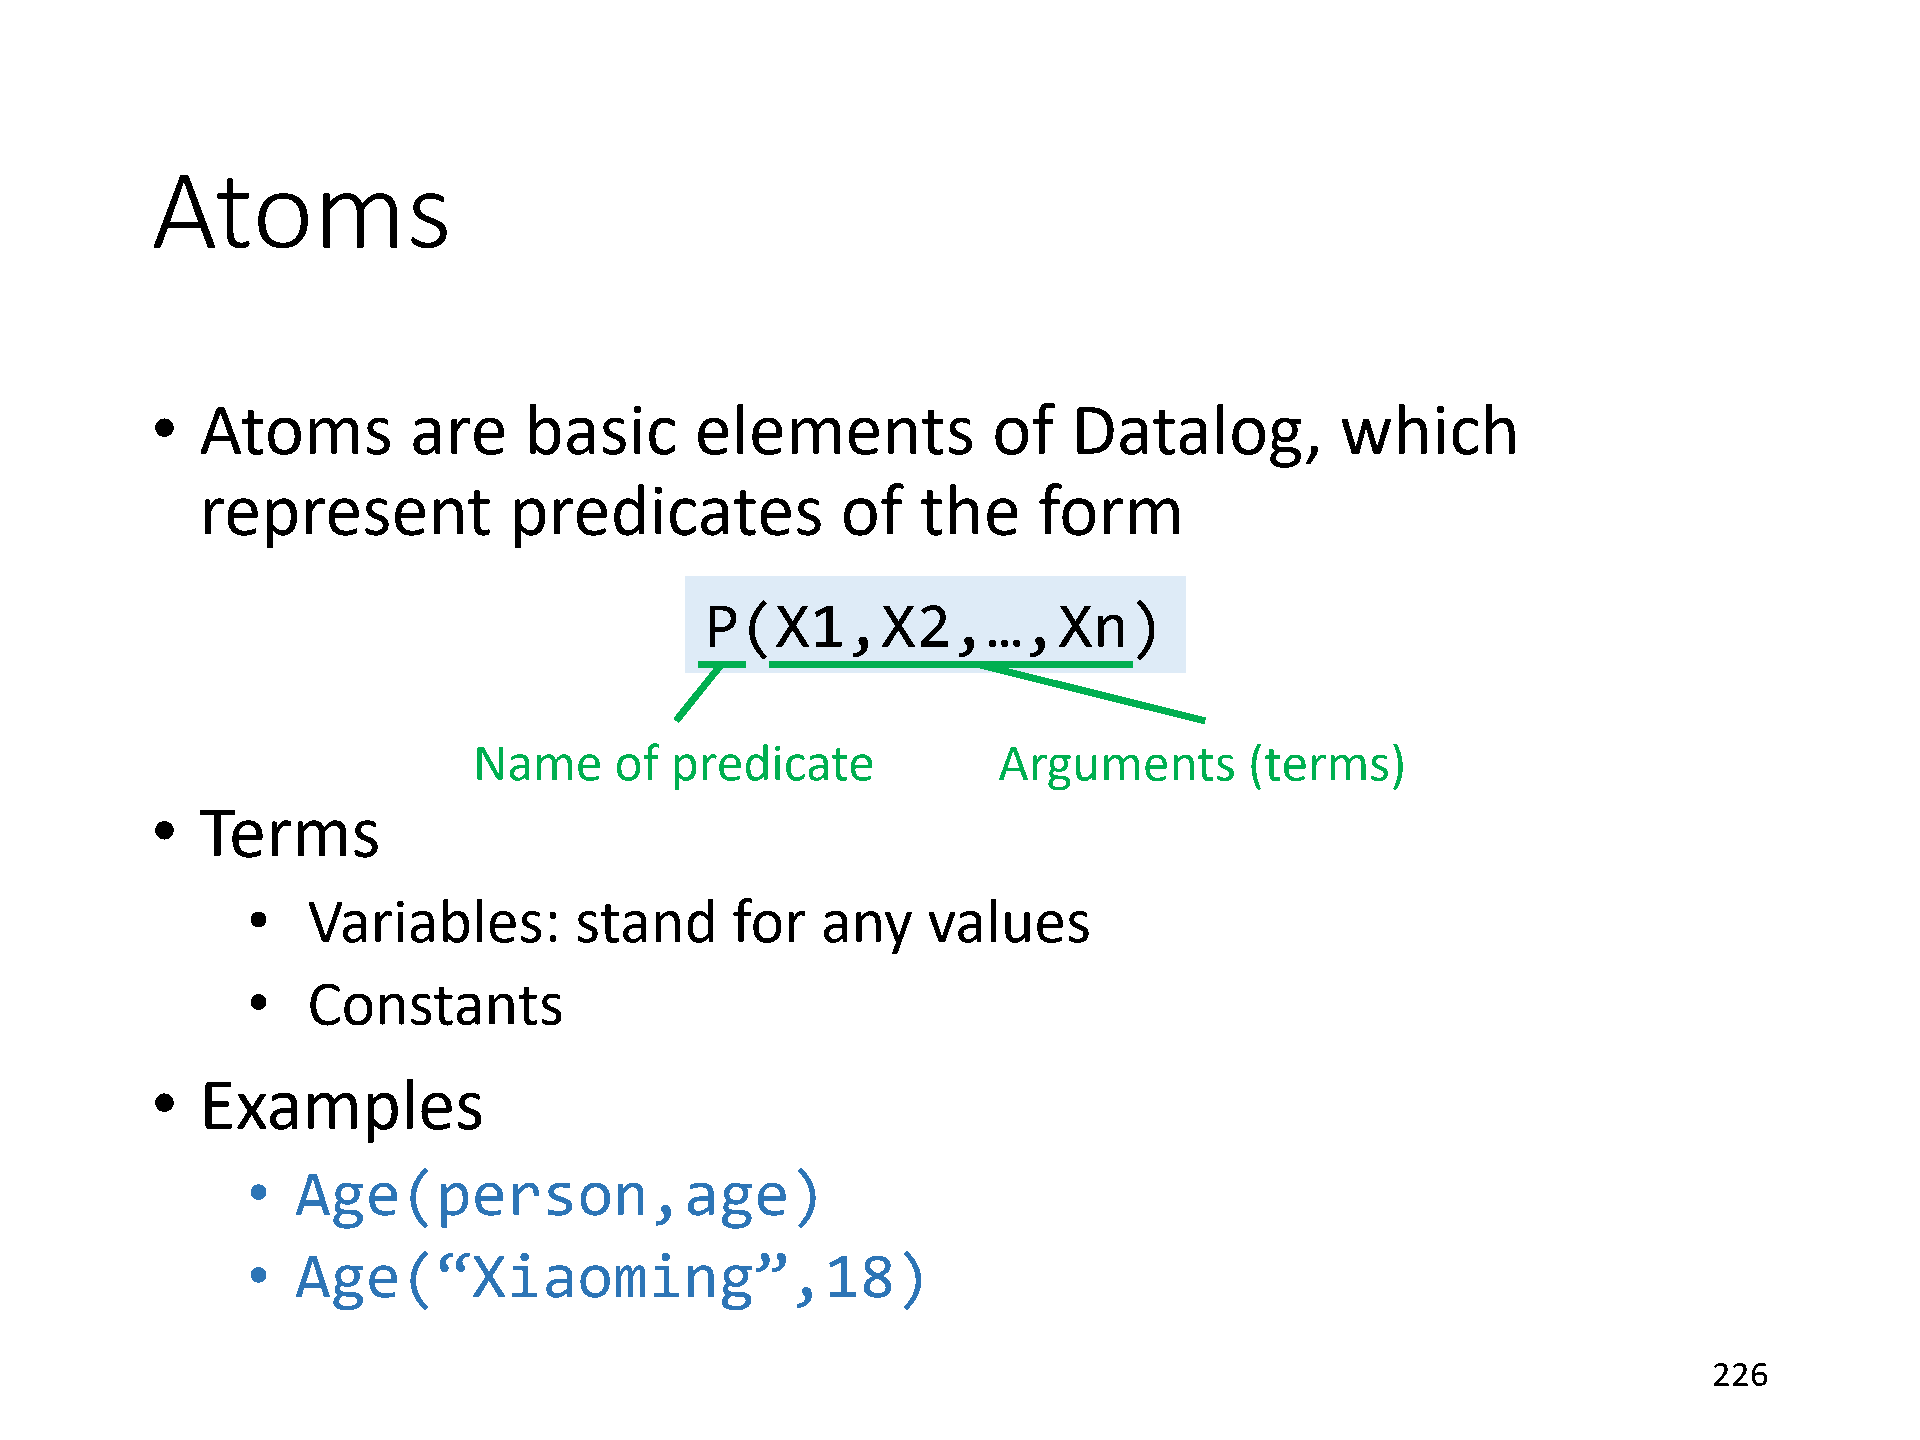 Atoms
• Atoms are basic elements of Datalog, which
represent predicates of the form
P(X1,X2,…,Xn)
Name of predicate
Arguments (terms)
• Terms
• Variables: stand for any values
• Constants
• Examples
• Age(person,age)
• Age(“Xiaoming”,18)
226